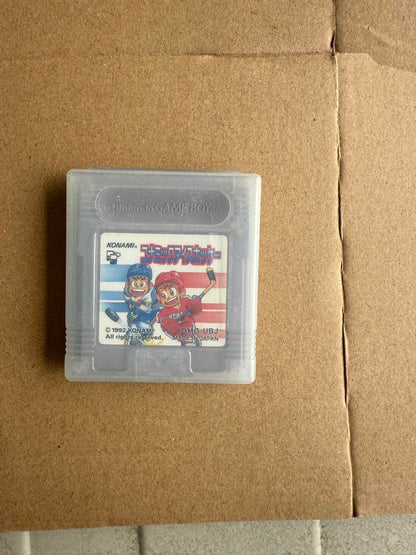 Nintendo GAME BOY
KONAMI®
コナミックアイスホッケー
© 1992 KONAMI
All rights reserved.
DMG-UBJ
MADE IN JAPAN